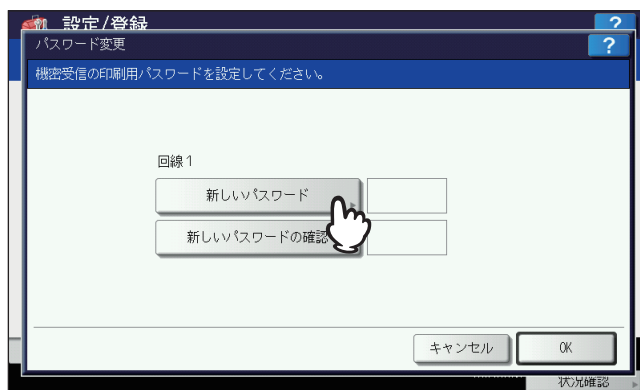 設定/登録
?
パスワード変更
?
機密受信の印刷用パスワードを設定してください。
回線1
新しいパスワード
新しいパスワードの確認
キャンセル
OK
状況確認